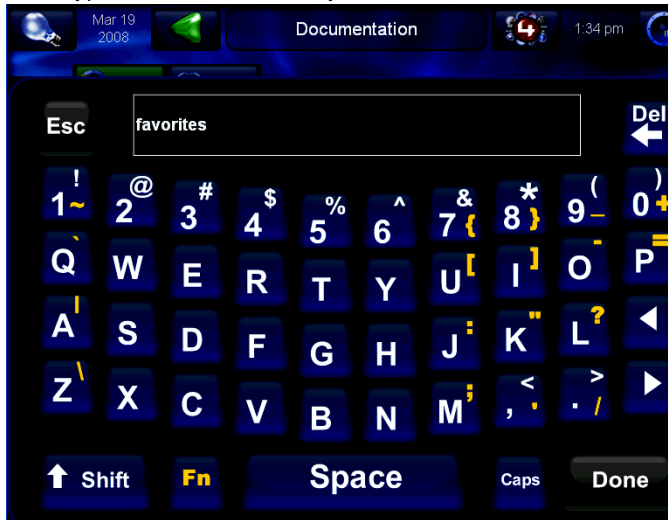 Mar 19
2008
Documentation
4
1:34 pm
Esc
favorites
Del
! @ # $ % ^ & * ( )
1 ~ 2 3 4 5 6 7 { 8 } 9 _ 0 +
Q ` W E R T Y U [ I ] O - P =
A | S D F G H J : K " L ?
Z \ X C V B N M ; , < ' . > /
Shift Fn Space Caps Done